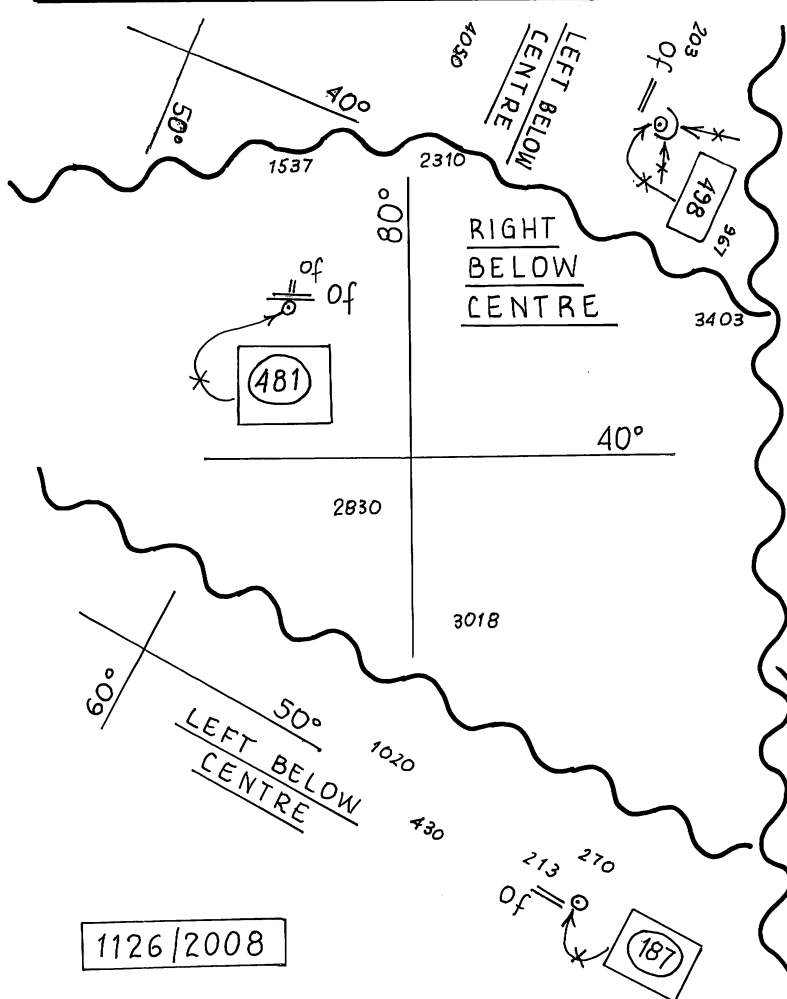 4050
LEFT BELOW
CENTRE
203
Of
498
967
40°
50°
1537
2310
80°
RIGHT
BELOW
CENTRE
3403
of
Of
481
40°
2830
3018
60°
50°
LEFT BELOW
CENTRE
1020
430
213 270
Of
187
1126/2008